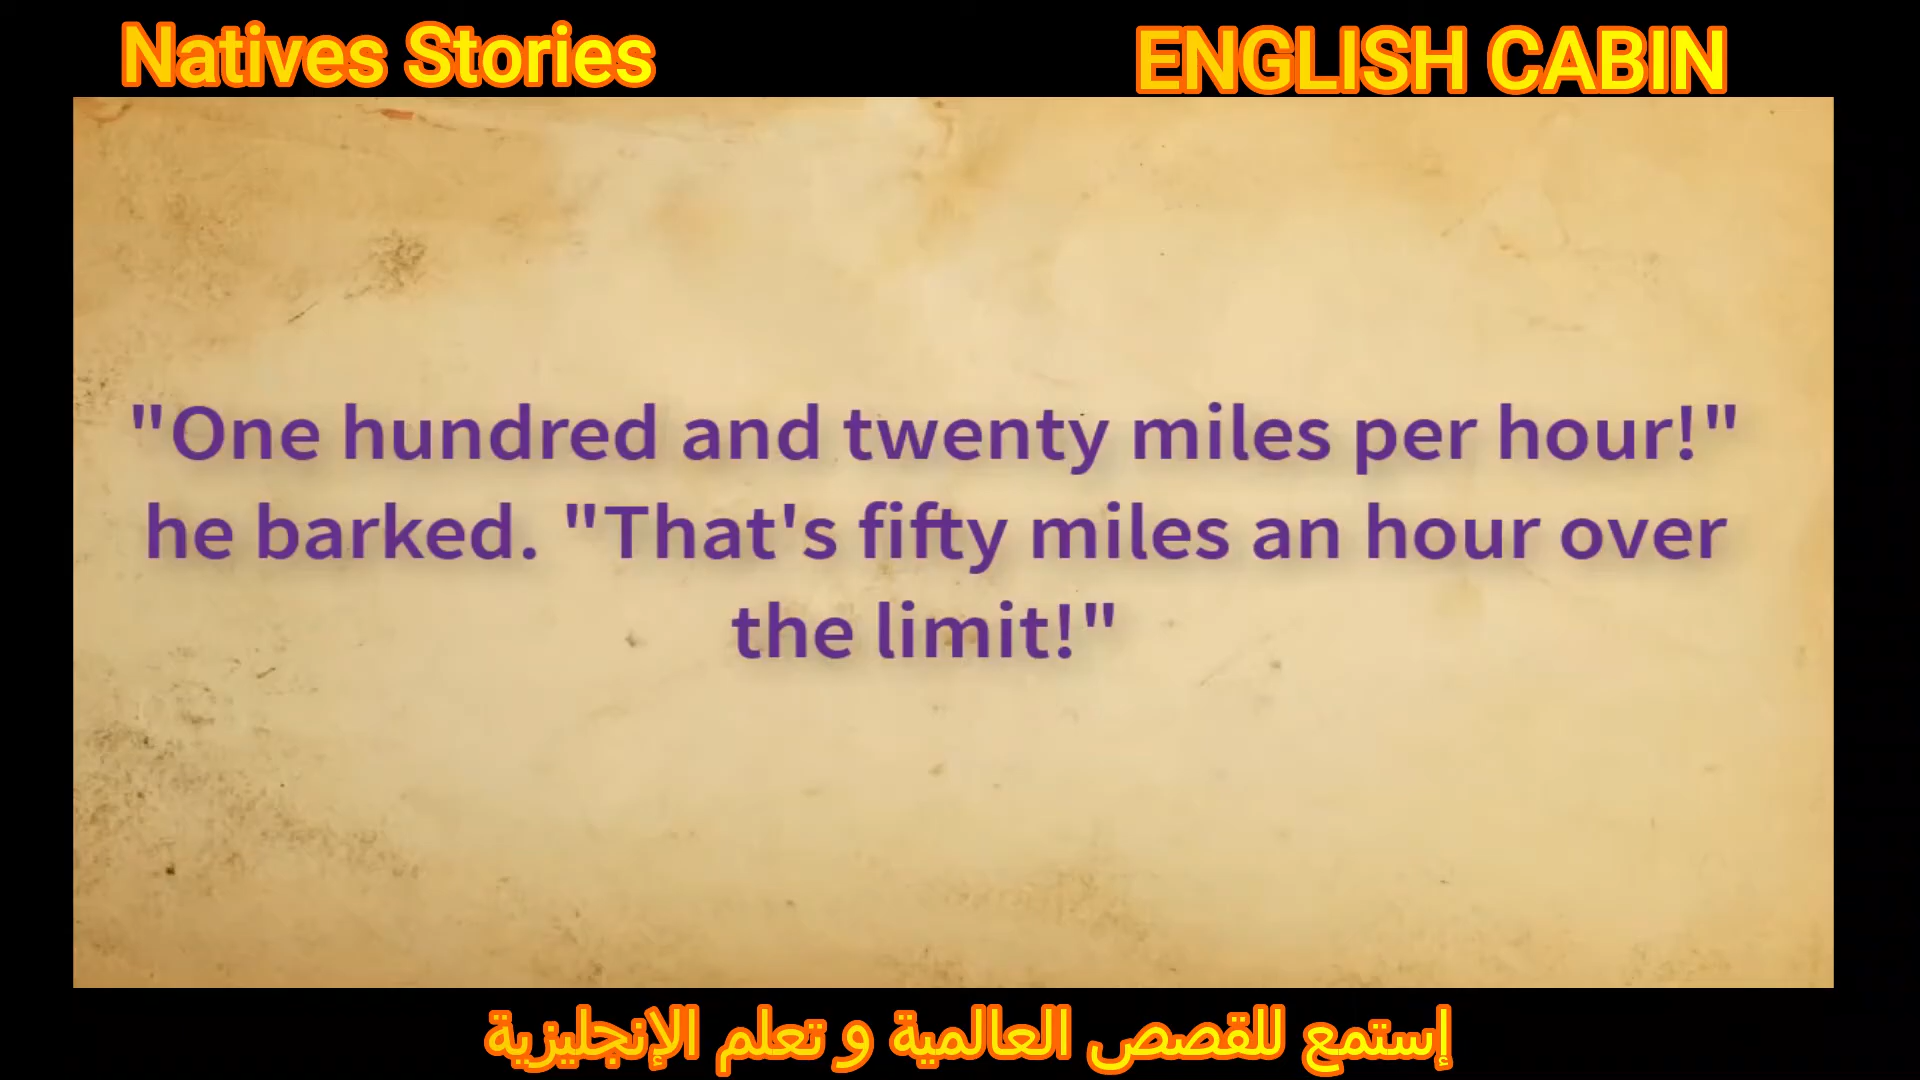 Natives Stories
ENGLISH CABIN
"One hundred and twenty miles per hour!"
he barked. "That's fifty miles an hour over
the limit!"
إستمع للقصص العالمية و تعلم الإنجليزية